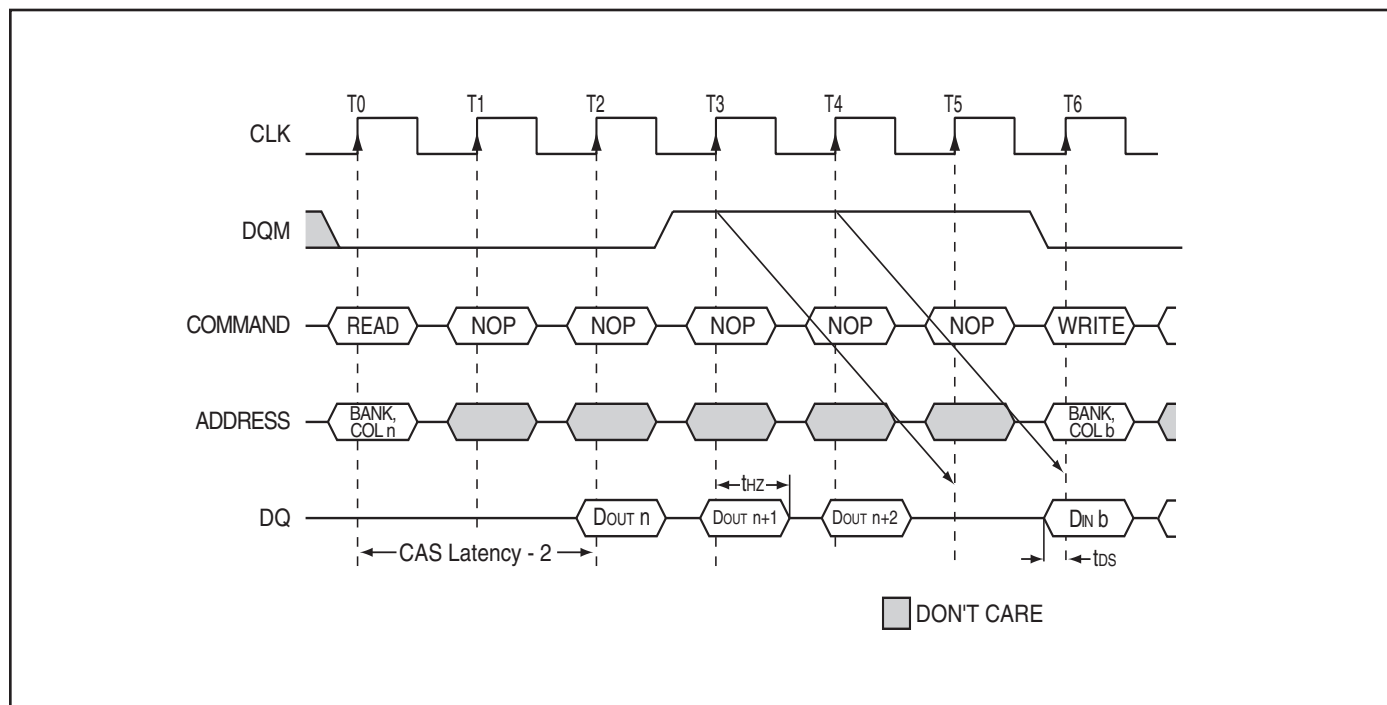 T0 T1 T2 T3 T4 T5 T6
CLK
DQM
COMMAND READ NOP NOP NOP NOP NOP WRITE
ADDRESS BANK, COL n BANK, COL b
tHZ
DQ DOUT n DOUT n+1 DOUT n+2 DIN b
CAS Latency - 2 tDS
DON'T CARE